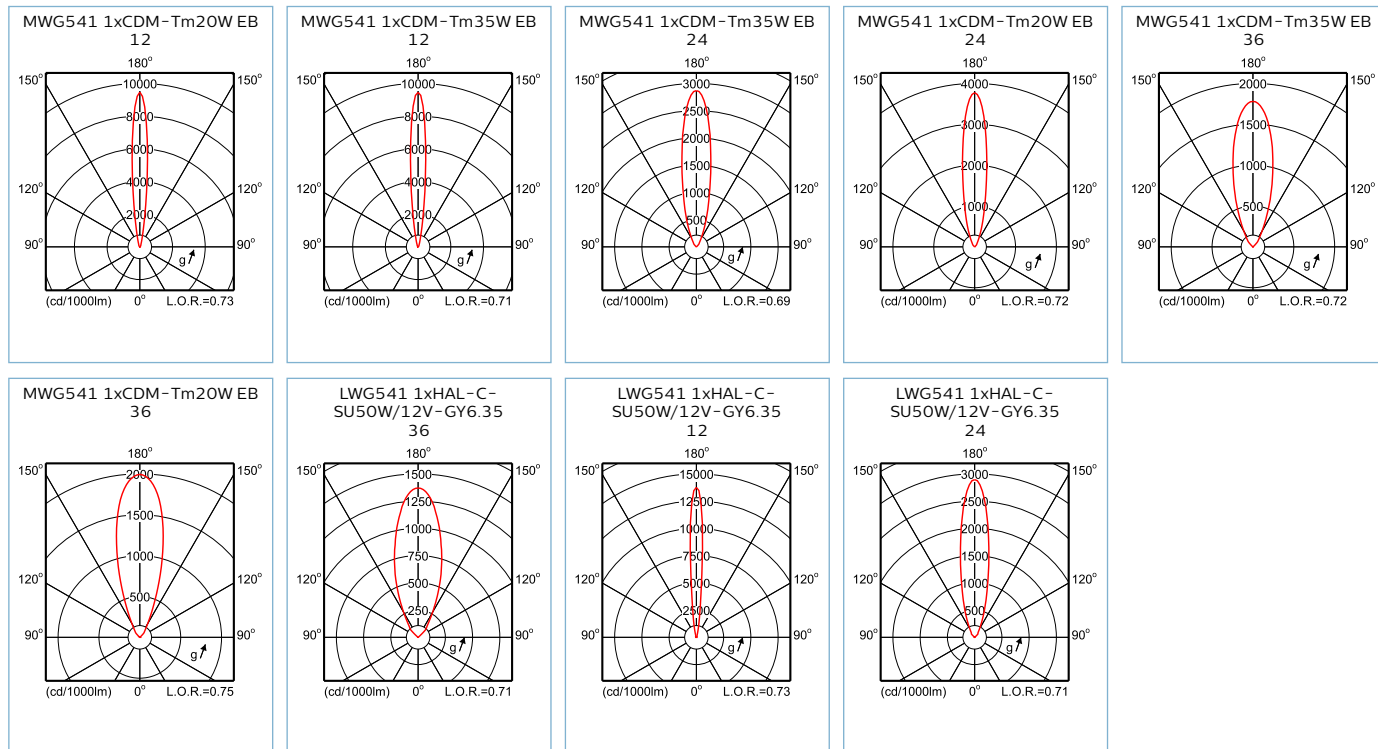 MWG541 1xCDM-Tm20W EB
12
180°
150° 10000 150°
8000
6000
120° 4000 120°
2000
90° 90°
g
(cd/1000lm) 0° L.O.R.=0.73
MWG541 1xCDM-Tm35W EB
12
180°
150° 10000 150°
8000
6000
120° 4000 120°
2000
90° 90°
g
(cd/1000lm) 0° L.O.R.=0.71
MWG541 1xCDM-Tm35W EB
24
180°
150° 3000 150°
2500
2000
1500
120° 1000 120°
500
90° 90°
g
(cd/1000lm) 0° L.O.R.=0.69
MWG541 1xCDM-Tm20W EB
24
180°
150° 4000 150°
3000
2000
120° 120°
1000
90° 90°
g
(cd/1000lm) 0° L.O.R.=0.72
MWG541 1xCDM-Tm35W EB
36
180°
150° 2000 150°
1500
1000
120° 120°
500
90° 90°
g
(cd/1000lm) 0° L.O.R.=0.72
MWG541 1xCDM-Tm20W EB
36
180°
150° 2000 150°
1500
1000
120° 120°
500
90° 90°
g
(cd/1000lm) 0° L.O.R.=0.75
LWG541 1xHAL-C-
SU50W/12V-GY6.35
36
180°
150° 1500 150°
1250
1000
750
120° 500 120°
250
90° 90°
g
(cd/1000lm) 0° L.O.R.=0.71
LWG541 1xHAL-C-
SU50W/12V-GY6.35
12
180°
150° 15000 150°
12500
10000
7500
120° 5000 120°
2500
90° 90°
g
(cd/1000lm) 0° L.O.R.=0.73
LWG541 1xHAL-C-
SU50W/12V-GY6.35
24
180°
150° 3000 150°
2500
2000
1500
120° 1000 120°
500
90° 90°
g
(cd/1000lm) 0° L.O.R.=0.71